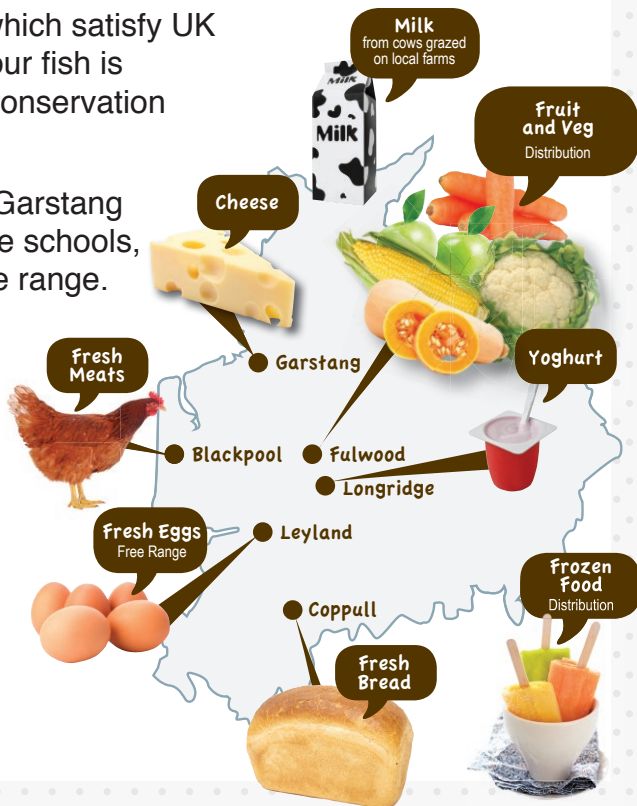 which satisfy UK
our fish is
onservation
Garstang
e schools,
e range.
Milk
from cows grazed
on local farms
Milk
Milk
Fruit
and Veg
Distribution
Cheese
Garstang
Fresh
Meats
Yoghurt
Blackpool
Fulwood
Longridge
Fresh Eggs
Free Range
Leyland
Frozen
Food
Distribution
Coppull
Fresh
Bread